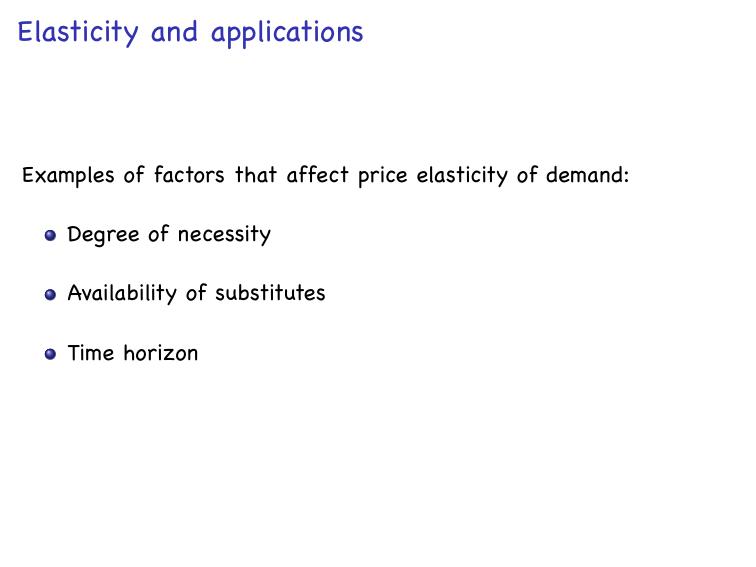 Elasticity and applications
Examples of factors that affect price elasticity of demand:
Degree of necessity
Availability of substitutes
Time horizon